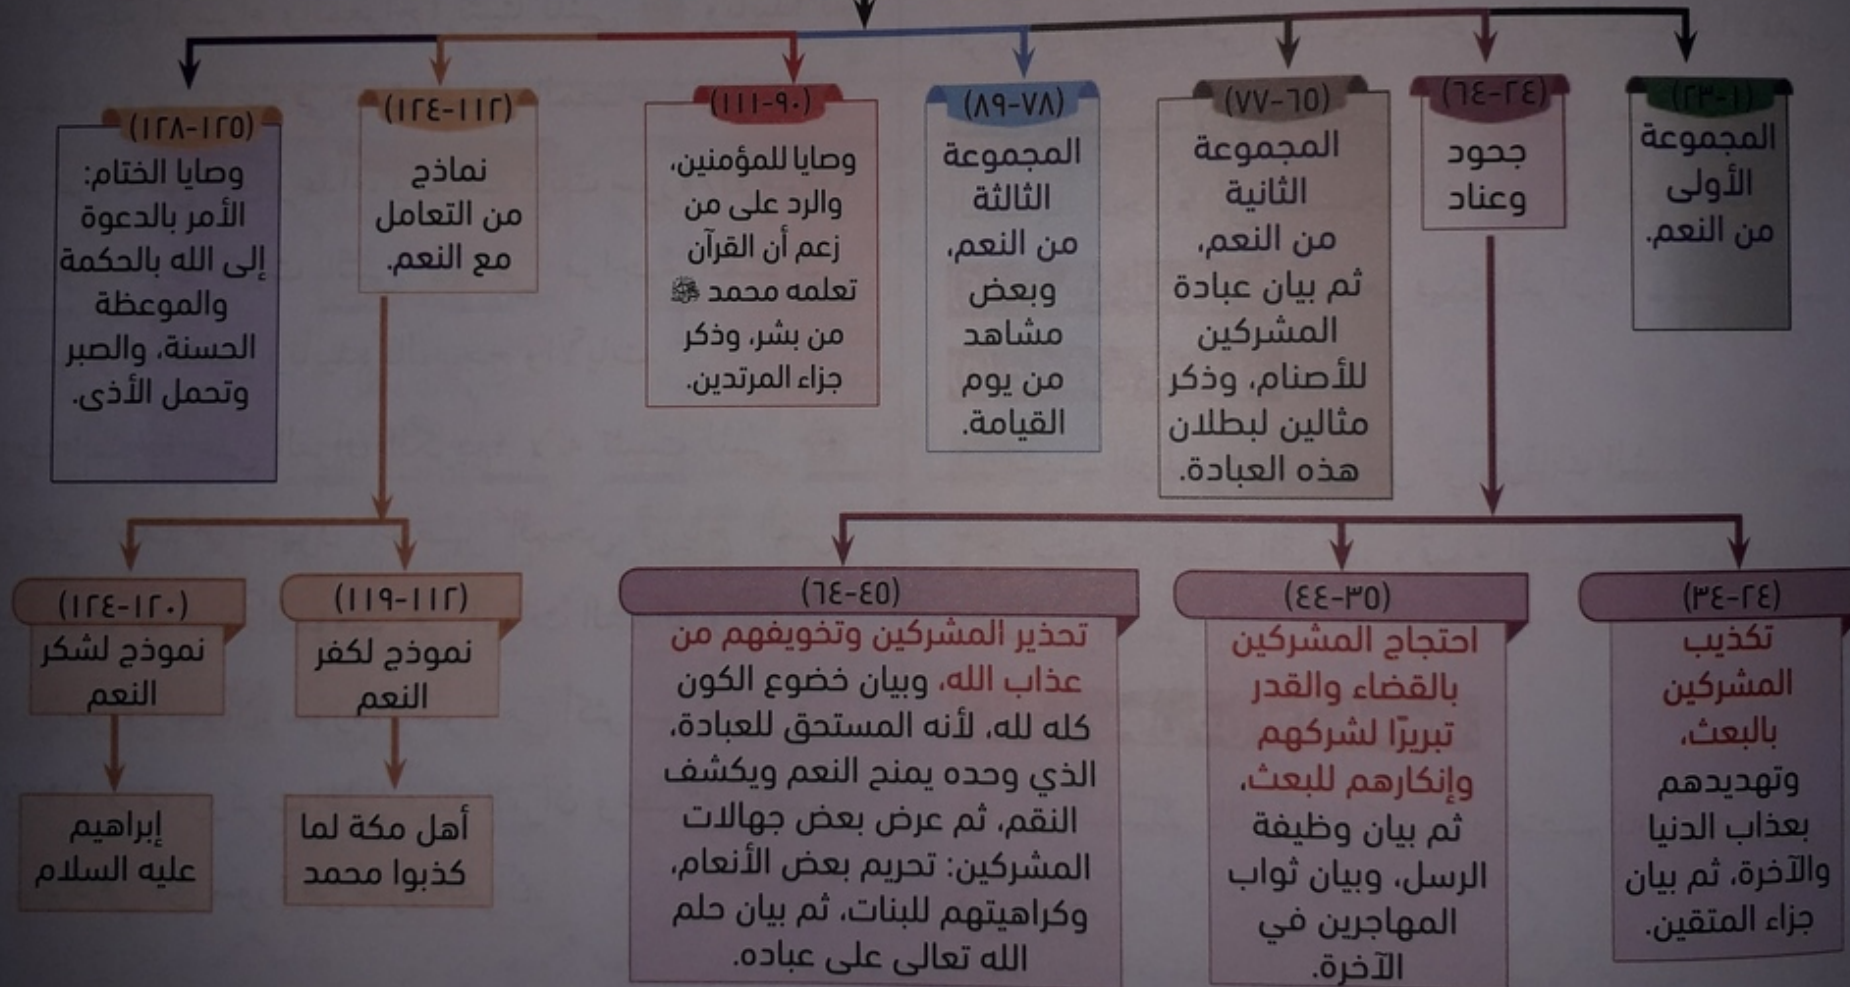 (١-٢٣)
المجموعة
الأولى
من النعم.
(٢٤-٦٤)
جحود
وعناد
(٦٥-٧٧)
المجموعة
الثانية
من النعم،
ثم بيان عبادة
المشركين
للأصنام، وذكر
مثالين لبطلان
هذه العبادة.
(٧٨-٨٩)
المجموعة
الثالثة
من النعم،
وبعض
مشاهد
من يوم
القيامة.
(٩٠-١١١)
وصايا للمؤمنين،
والرد على من
زعم أن القرآن
تعلمه محمد ﷺ
من بشر، وذكر
جزاء المرتدين.
(١١٢-١٢٤)
نماذج
من التعامل
مع النعم.
(١٢٥-١٢٨)
وصايا الختام:
الأمر بالدعوة
إلى الله بالحكمة
والموعظة
الحسنة، والصبر
وتحمل الأذى.
(٢٤-٣٤)
تكذيب
المشركين
بالبعث،
وتهديدهم
بعذاب الدنيا
والآخرة، ثم بيان
جزاء المتقين.
(٣٥-٤٤)
احتجاج المشركين
بالقضاء والقدر
تبريرًا لشركهم
وإنكارهم للبعث،
ثم بيان وظيفة
الرسل، وبيان ثواب
المهاجرين في
الآخرة.
(٤٥-٦٤)
تحذير المشركين وتخويفهم من
عذاب الله، وبيان خضوع الكون
كله لله، لأنه المستحق للعبادة،
الذي وحده يمنح النعم ويكشف
النقم، ثم عرض بعض جهالات
المشركين: تحريم بعض الأنعام،
وكراهيتهم للبنات، ثم بيان حلم
الله تعالى على عباده.
(١١٢-١١٩)
نموذج لكفر
النعم
أهل مكة لما
كذبوا محمد
(١٢٠-١٢٤)
نموذج لشكر
النعم
إبراهيم
عليه السلام